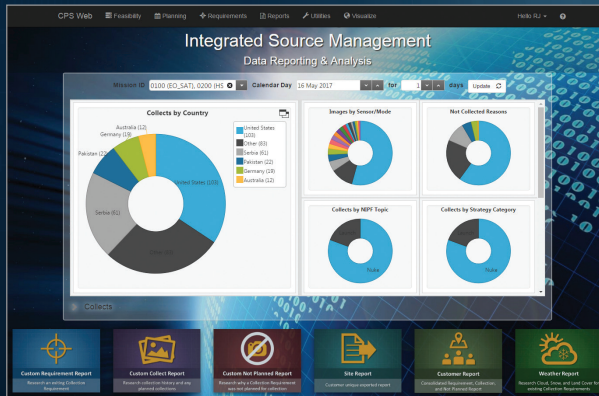 CPS Web Feasibility Planning Requirements Reports Utilities Visualize Hello RJ
Integrated Source Management
Data Reporting & Analysis
Mission ID 0100 (EO_SAT), 0200 (HS Calendar Day 16 May 2017 for 1 days Update
Collects by Country
Australia (12)
Germany (19)
Pakistan (22)
Serbia (61)
United States (103)
Other (83)
United States
(103)
Other (83)
Serbia (61)
Pakistan (22)
Germany (19)
Australia (12)
Images by Sensor/Mode
Not Collected Reasons
Collects by NIPF Topic
Nuke
Collects by Strategy Category
Nuke
Collects
Custom Requirement Report
Research an existing Collection
Requirement
Custom Collect Report
Research collection history and any
planned collections
Custom Not Planned Report
Research why a Collection Requirement
was not planned for collection
Site Report
Customer unique exported report
Customer Report
Consolidated Requirement, Collection,
and Not Planned Report
Weather Report
Research Cloud, Snow, and Land Cover for
existing Collection Requirements